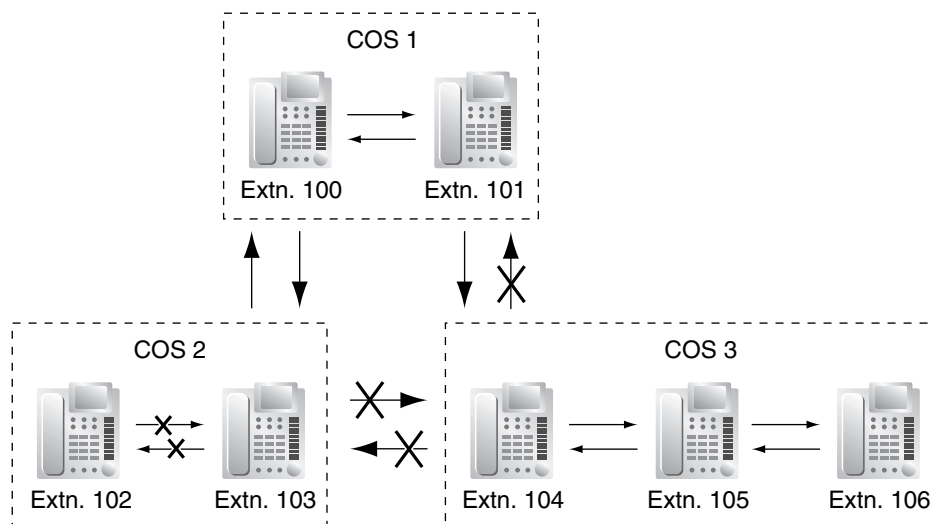 COS 1
Extn. 100 Extn. 101
COS 2
Extn. 102 Extn. 103
COS 3
Extn. 104 Extn. 105 Extn. 106